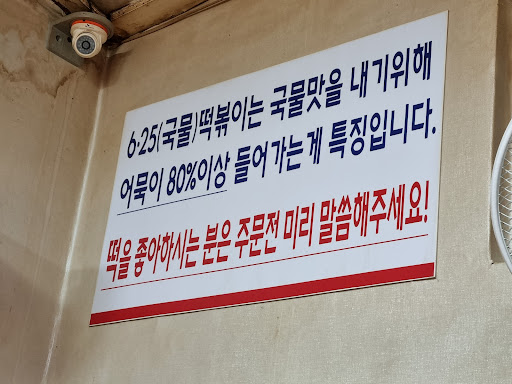 6·25(국물)떡볶이는 국물맛을 내기위해
어묵이 80%이상 들어가는게 특징입니다.
떡을 좋아하시는 분은 주문전 미리 말씀해주세요!